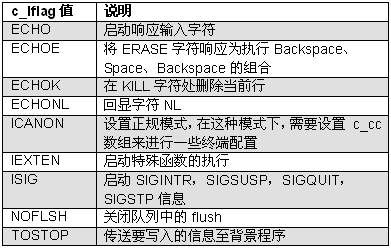 c_lflag 值 说明
ECHO 启动响应输入字符
ECHOE 将 ERASE 字符响应为执行 Backspace、
Space、Backspace 的组合
ECHOK 在 KILL 字符处删除当前行
ECHONL 回显字符 NL
ICANON 设置正规模式，在这种模式下，需要设置 c_cc
数组来进行一些终端配置
IEXTEN 启动特殊函数的执行
ISIG 启动 SIGINTR，SIGSUSP，SIGQUIT，
SIGSTP 信息
NOFLSH 关闭队列中的 flush
TOSTOP 传送要写入的信息至背景程序